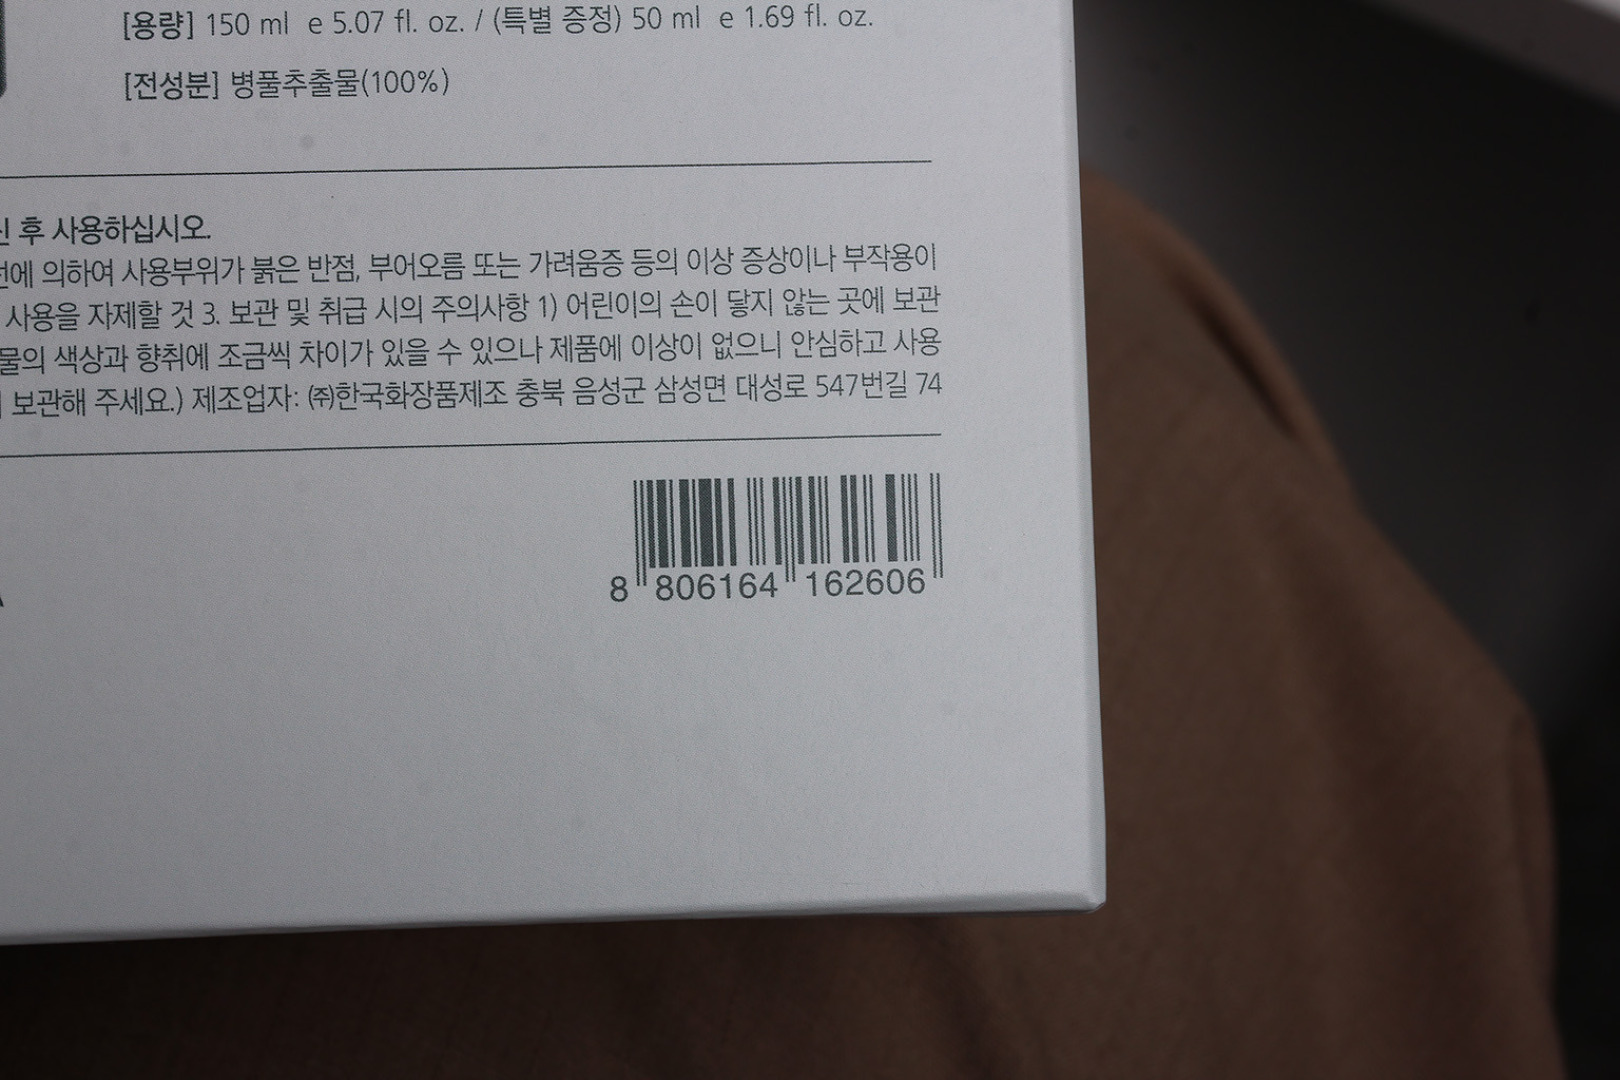 [용량] 150 ml e 5.07 fl. oz. / (특별 증정) 50 ml e 1.69 fl. oz.
[전성분] 병풀추출물(100%)
후 사용하십시오.
의하여 사용부위가 붉은 반점, 부어오름 또는 가려움증 등의 이상 증상이나 부작용이
사용을 자제할 것 3. 보관 및 취급 시의 주의사항 1) 어린이의 손이 닿지 않는 곳에 보관
물의 색상과 향취에 조금씩 차이가 있을 수 있으나 제품에 이상이 없으니 안심하고 사용
보관해 주세요.) 제조업자: ㈜한국화장품제조 충북 음성군 삼성면 대성로 547번길 74
8 806164 162606